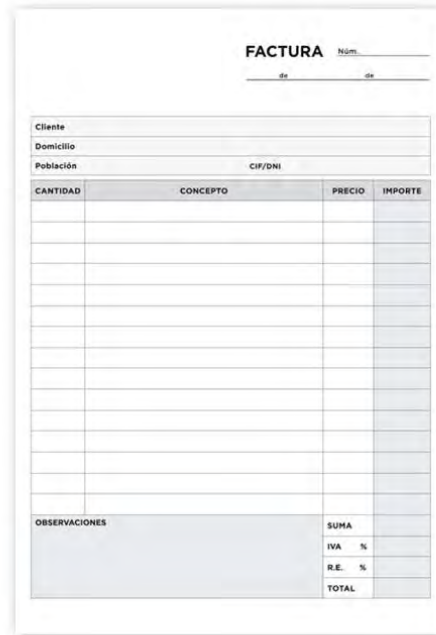 FACTURA Núm.
de de
Cliente
Domicilio
Población CIF/DNI
CANTIDAD CONCEPTO PRECIO IMPORTE
OBSERVACIONES SUMA
IVA %
R.E. %
TOTAL